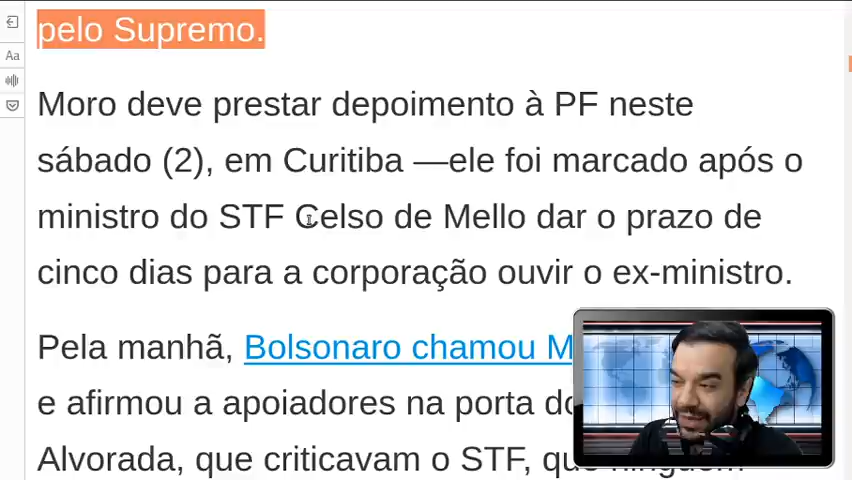 pelo Supremo.
Aa
Moro deve prestar depoimento à PF neste
sábado (2), em Curitiba —ele foi marcado após o
ministro do STF Celso de Mello dar o prazo de
cinco dias para a corporação ouvir o ex-ministro.
Pela manhã, Bolsonaro chamou M
e afirmou a apoiadores na porta do
Alvorada, que criticavam o STF, que ninguém